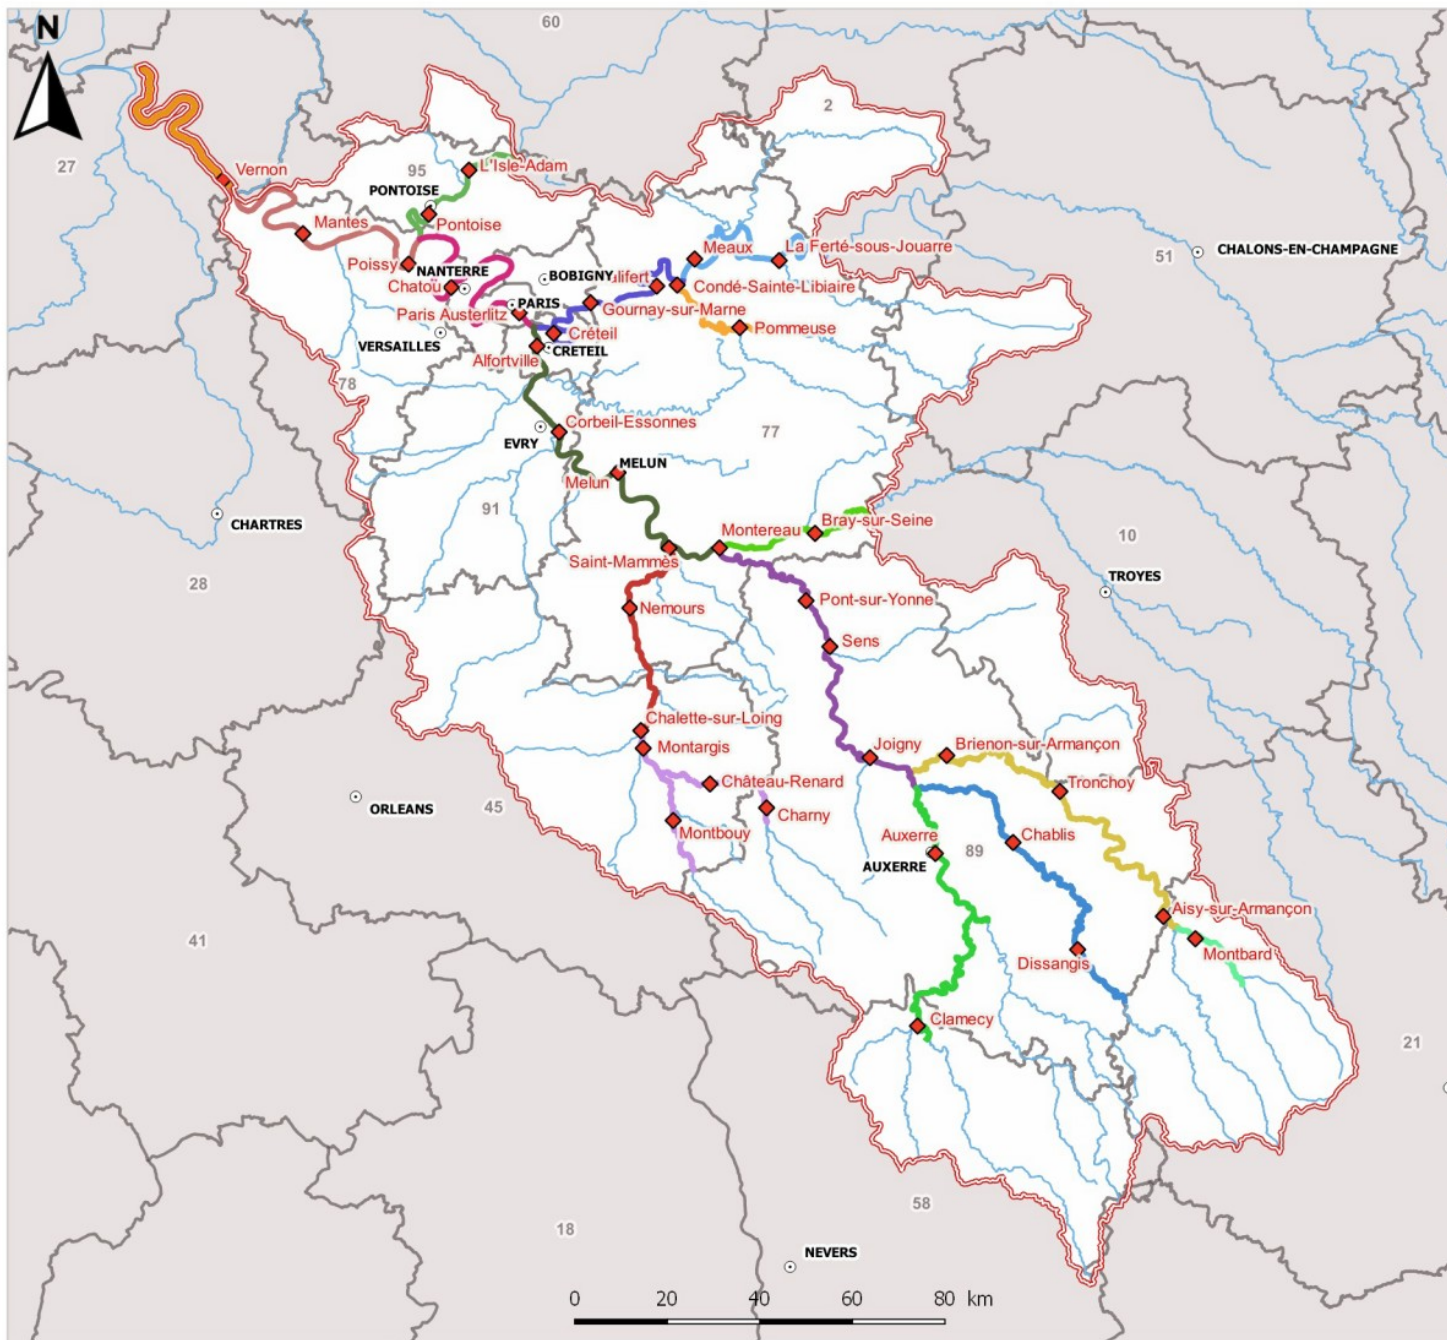 N
60
2
27
Vernon
95
L'Isle-Adam
PONTOISE
Pontoise
Mantes
Poissy
NANTERRE
Chatou
BOBIGNY
alifert
Meaux
La Ferté-sous-Jouarre
Condé-Sainte-Libiaire
51
CHALONS-EN-CHAMPAGNE
PARIS
Paris Austerlitz
Gournay-sur-Marne
VERSAILLES
Créteil
CRETEIL
Pommeuse
Alfortville
78
Corbeil-Essonnes
EVRY
77
MELUN
Melun
91
CHARTRES
Montereau
Bray-sur-Seine
10
Saint-Mammès
28
TROYES
Nemours
Pont-sur-Yonne
Sens
Chalette-sur-Loing
Montargis
Joigny
Brienon-sur-Armançon
Château-Renard
Tronchoy
ORLEANS
45
Charny
Montbouy
Auxerre
Chablis
89
AUXERRE
Aisy-sur-Armançon
41
Montbard
Dissangis
Clamecy
21
58
18
NEVERS
0 20 40 60 80 km